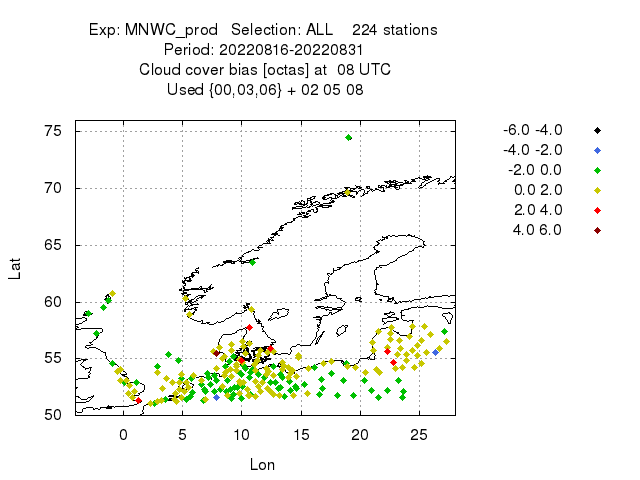 Exp: MNWC_prod   Selection: ALL    224 stations
Period: 20220816-20220831
Cloud cover bias [octas] at  08 UTC
Used {00,03,06} + 02 05 08
-6.0 -4.0
-4.0 -2.0
-2.0 0.0
0.0 2.0
2.0 4.0
4.0 6.0
75
70
65
60
55
50
Lat
0 5 10 15 20 25
Lon